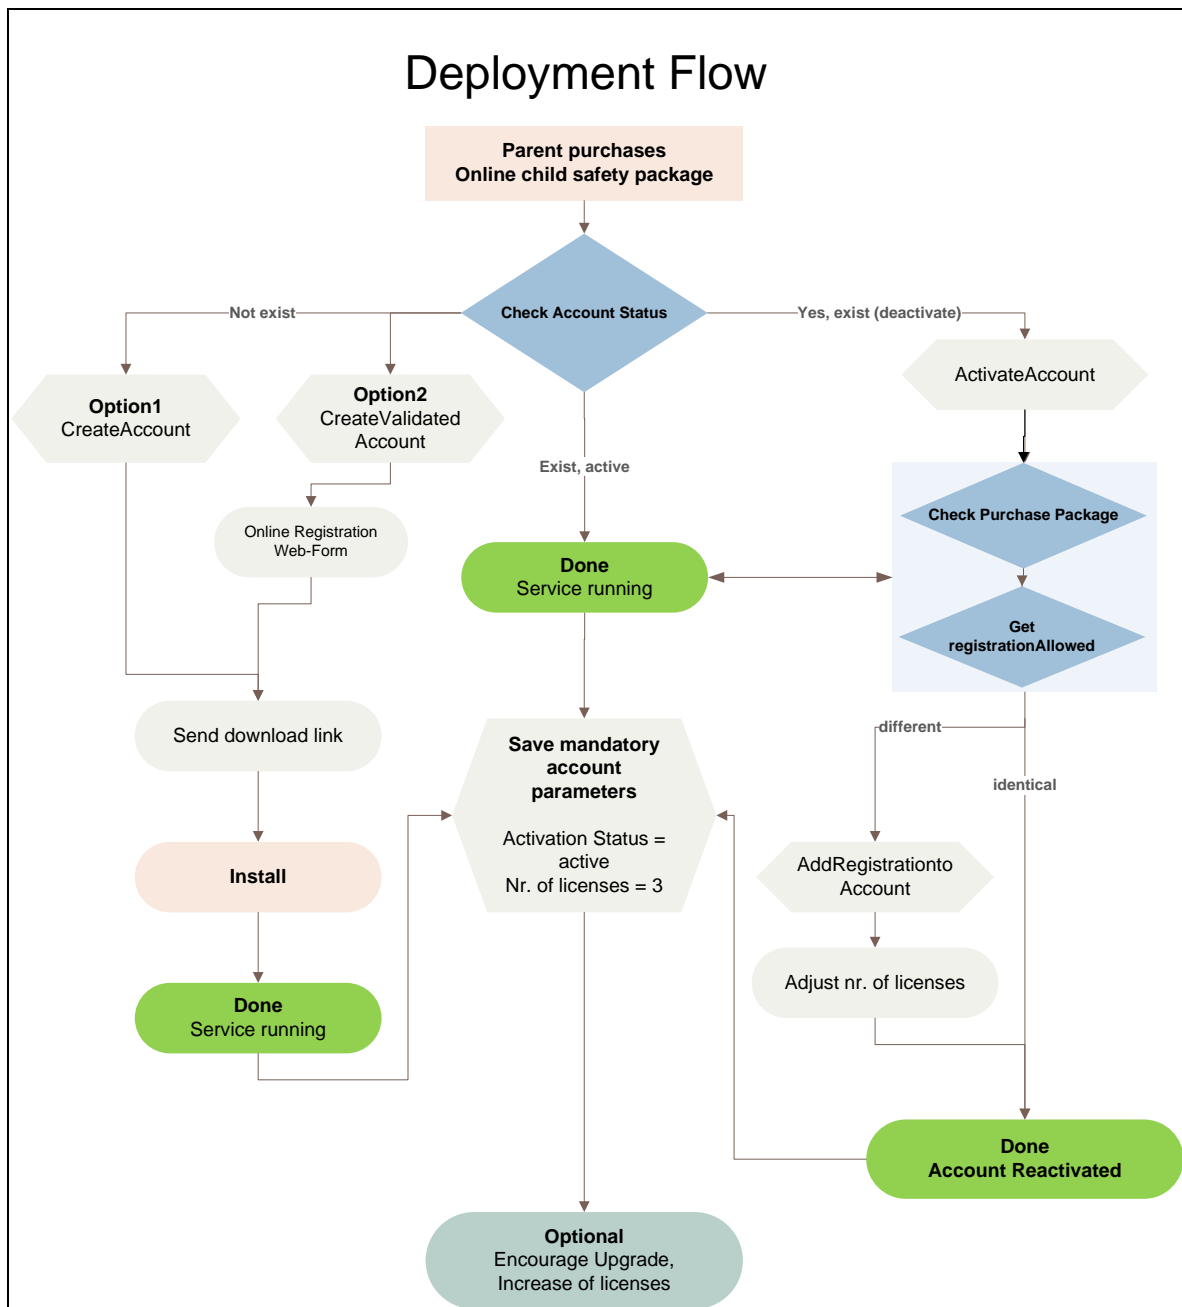 Deployment Flow
Parent purchases
Online child safety package
Not exist
Check Account Status
Yes, exist (deactivate)
ActivateAccount
Option1
CreateAccount
Option2
CreateValidated
Account
Exist, active
Check Purchase Package
Online Registration
Web-Form
Done
Service running
Get
registrationAllowed
Send download link
different
Save mandatory
account
parameters
identical
Activation Status =
active
Nr. of licenses = 3
Install
AddRegistrationto
Account
Adjust nr. of licenses
Done
Service running
Done
Account Reactivated
Optional
Encourage Upgrade,
Increase of licenses